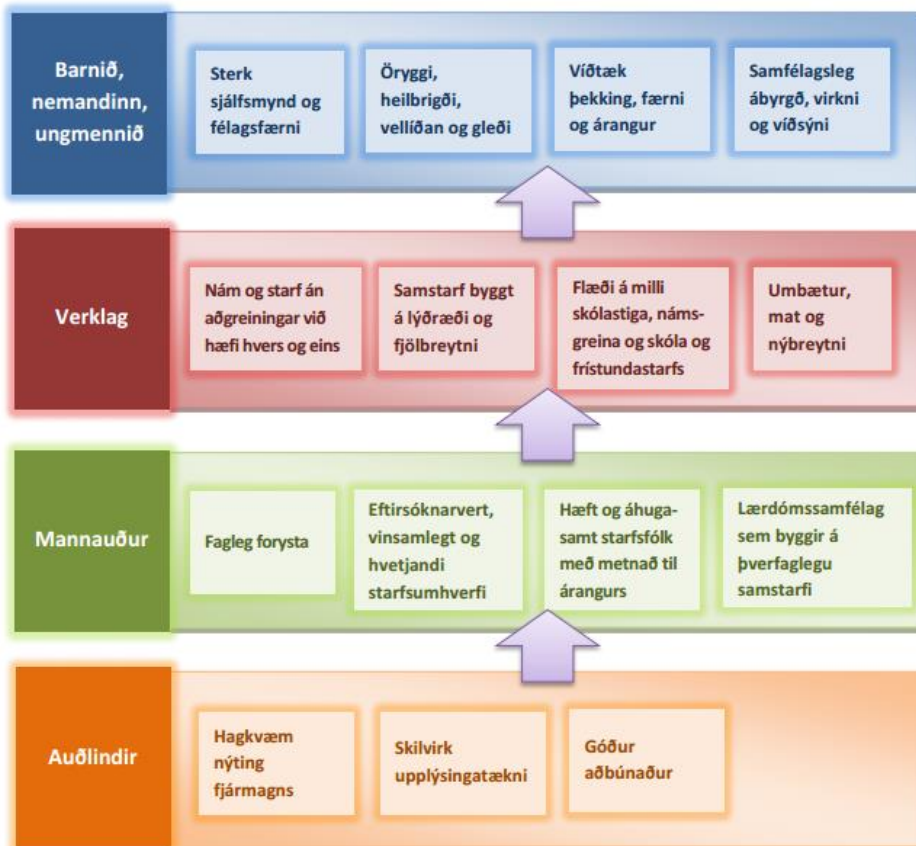 Barnið,
nemandinn,
ungmennið
Sterk
sjálfsmynd og
félagsfærni
Öryggi,
heilbrigði,
vellíðan og gleði
Víðtæk
þekking, færni
og árangur
Samfélagsleg
ábyrgð, virkni
og víðsýni
Verklag
Nám og starf án
aðgreiningar við
hæfi hvers og eins
Samstarf byggt
á lýðræði og
fjölbreytni
Flæði á milli
skólastiga, náms-
greina og skóla og
frístundastarfs
Umbætur,
mat og
nýbreytni
Mannauður
Fagleg forysta
Eftirsóknarvert,
vinsamlegt og
hvetjandi
starfsumhverfi
Hæft og áhuga-
samt starfsfólk
með metnað til
árangurs
Lærdómssamfélag
sem byggir á
þverfaglegu
samstarfi
Auðlindir
Hagkvæm
nýting
fjármagns
Skilvirk
upplýsingatækni
Góður
aðbúnaður